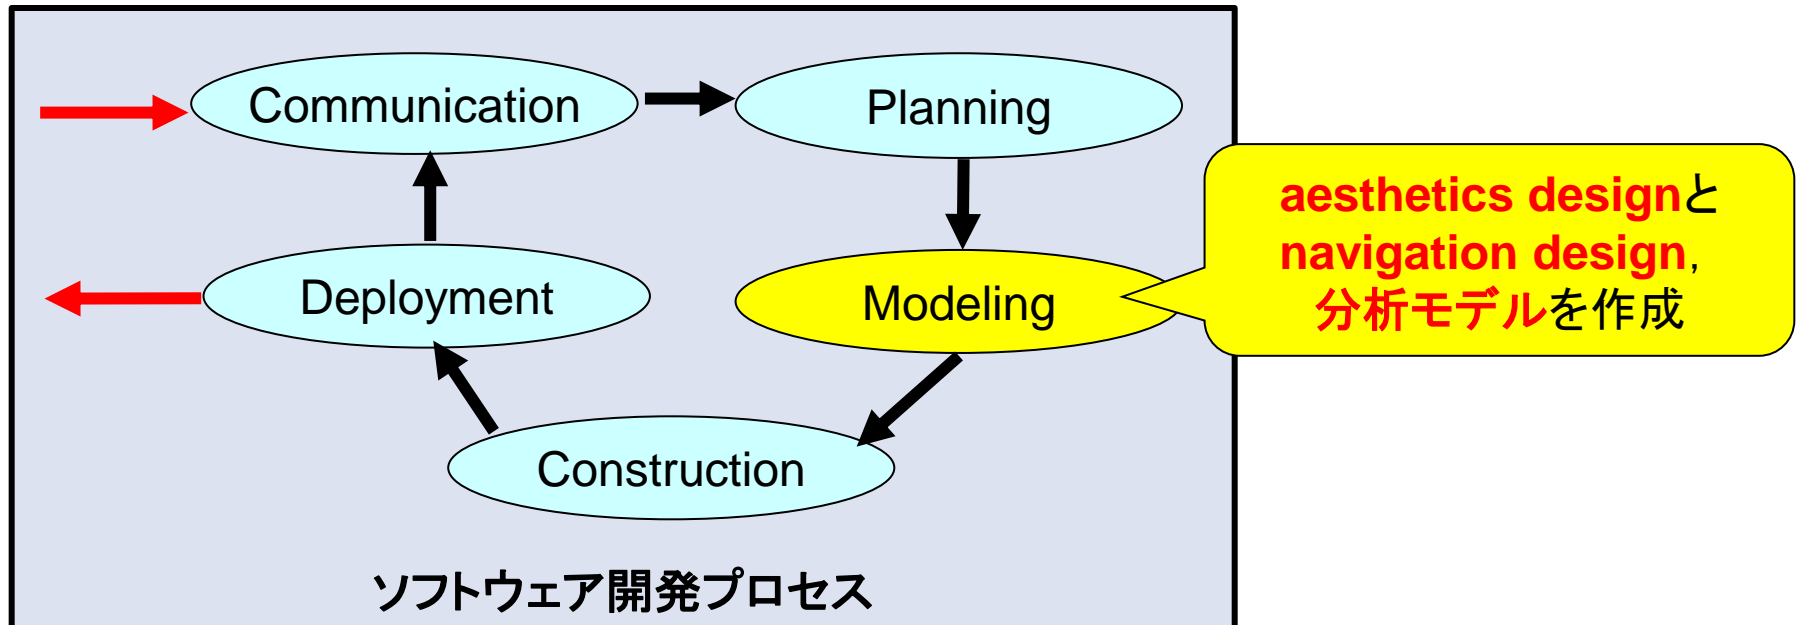 Communication
Planning
aesthetics designと
navigation design,
分析モデルを作成
Deployment
Modeling
Construction
ソフトウェア開発プロセス